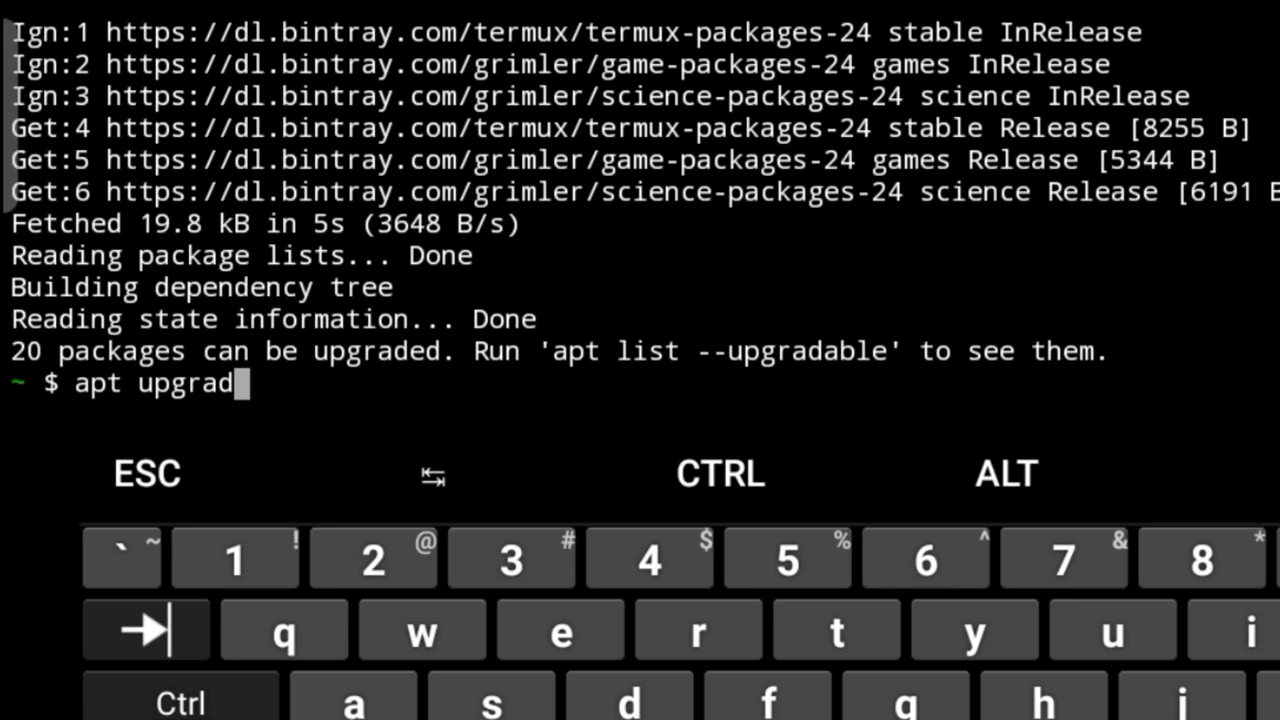 Ign:1 https://dl.bintray.com/termux/termux-packages-24 stable InRelease
Ign:2 https://dl.bintray.com/grimler/game-packages-24 games InRelease
Ign:3 https://dl.bintray.com/grimler/science-packages-24 science InRelease
Get:4 https://dl.bintray.com/termux/termux-packages-24 stable Release [8255 B]
Get:5 https://dl.bintray.com/grimler/game-packages-24 games Release [5344 B]
Get:6 https://dl.bintray.com/grimler/science-packages-24 science Release [6191 B
Fetched 19.8 kB in 5s (3648 B/s)
Reading package lists... Done
Building dependency tree
Reading state information... Done
20 packages can be upgraded. Run 'apt list --upgradable' to see them.
~ $ apt upgrad
ESC ⇆ CTRL ALT
` ~ 1 ! 2 @ 3 # 4 $ 5 % 6 ^ 7 & 8 *
q w e r t y u i
Ctrl a s d f g h j